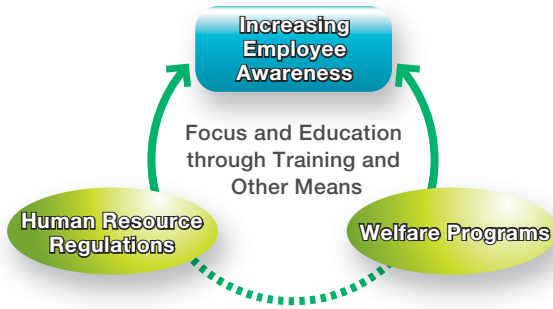 Increasing
Employee
Awareness
Focus and Education
through Training and
Other Means
Human Resource
Regulations
Welfare Programs